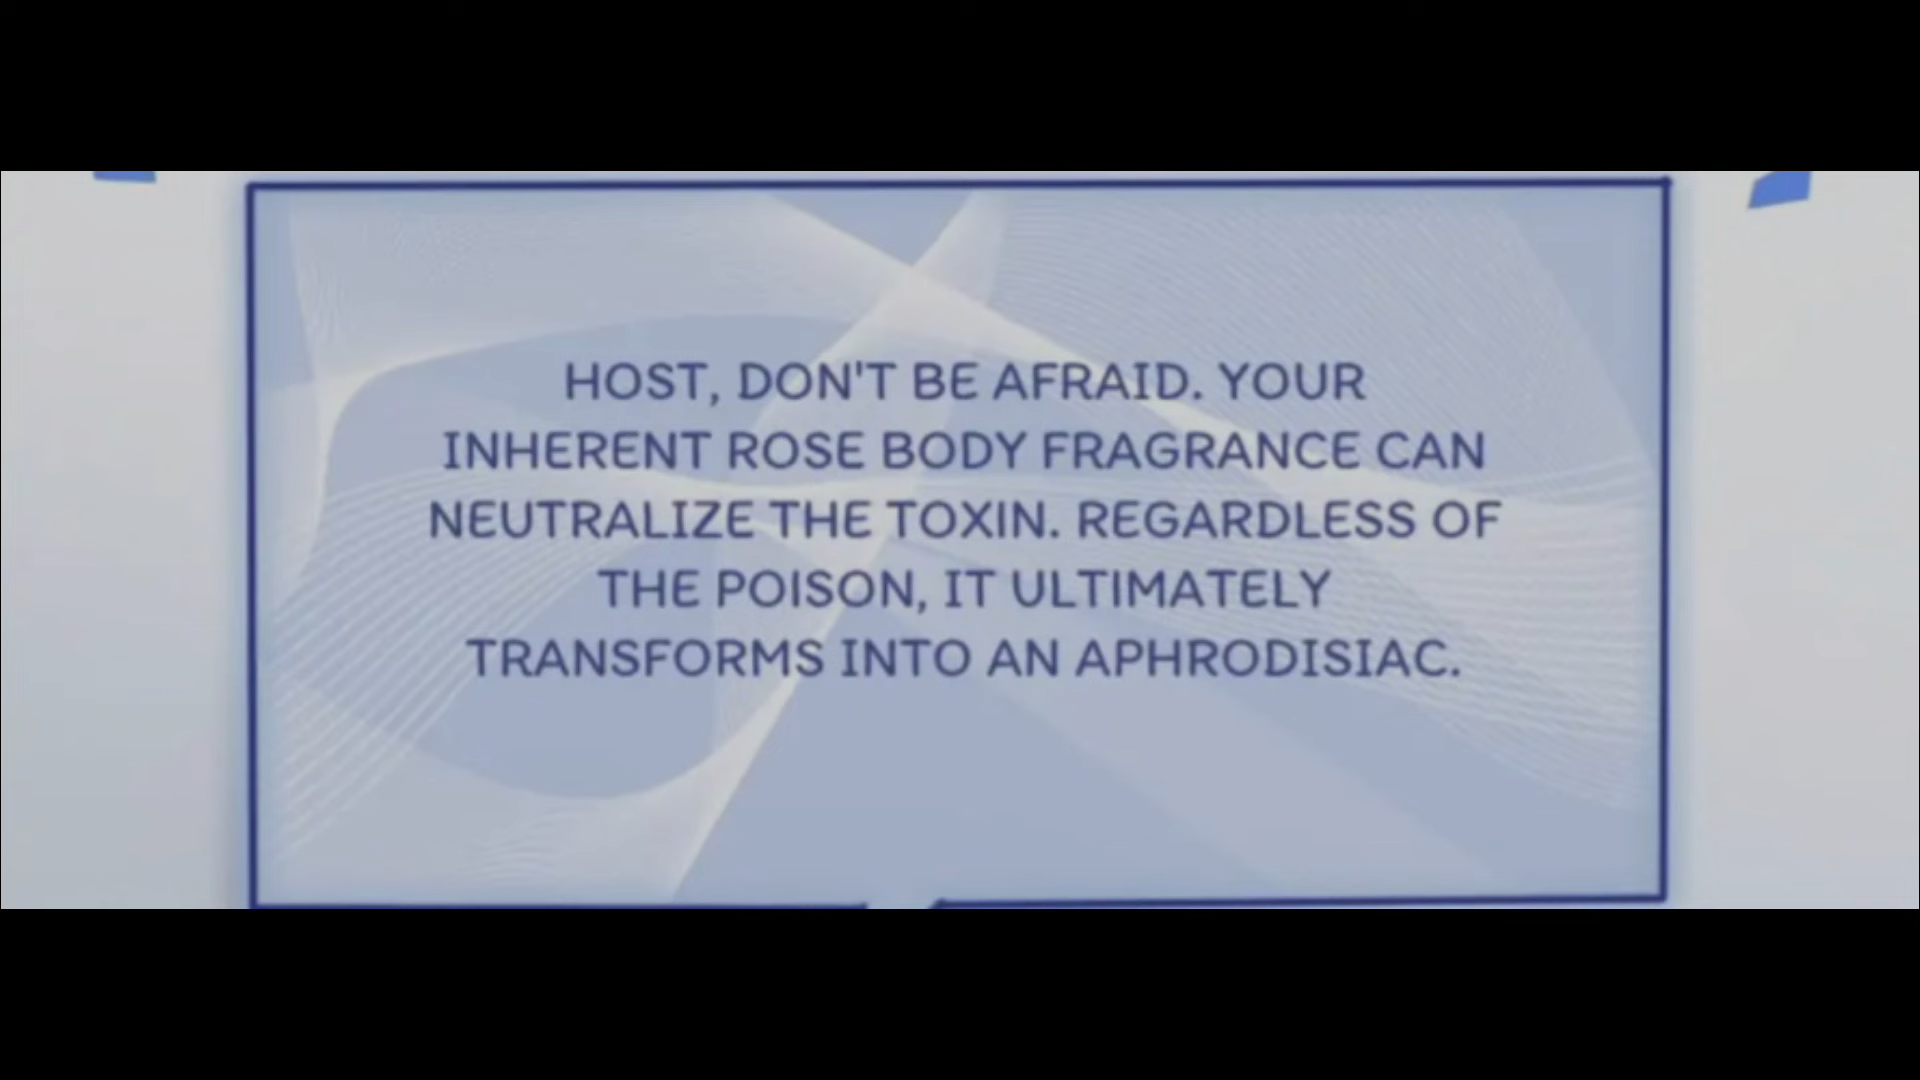 HOST, DON'T BE AFRAID. YOUR
INHERENT ROSE BODY FRAGRANCE CAN
NEUTRALIZE THE TOXIN. REGARDLESS OF
THE POISON, IT ULTIMATELY
TRANSFORMS INTO AN APHRODISIAC.